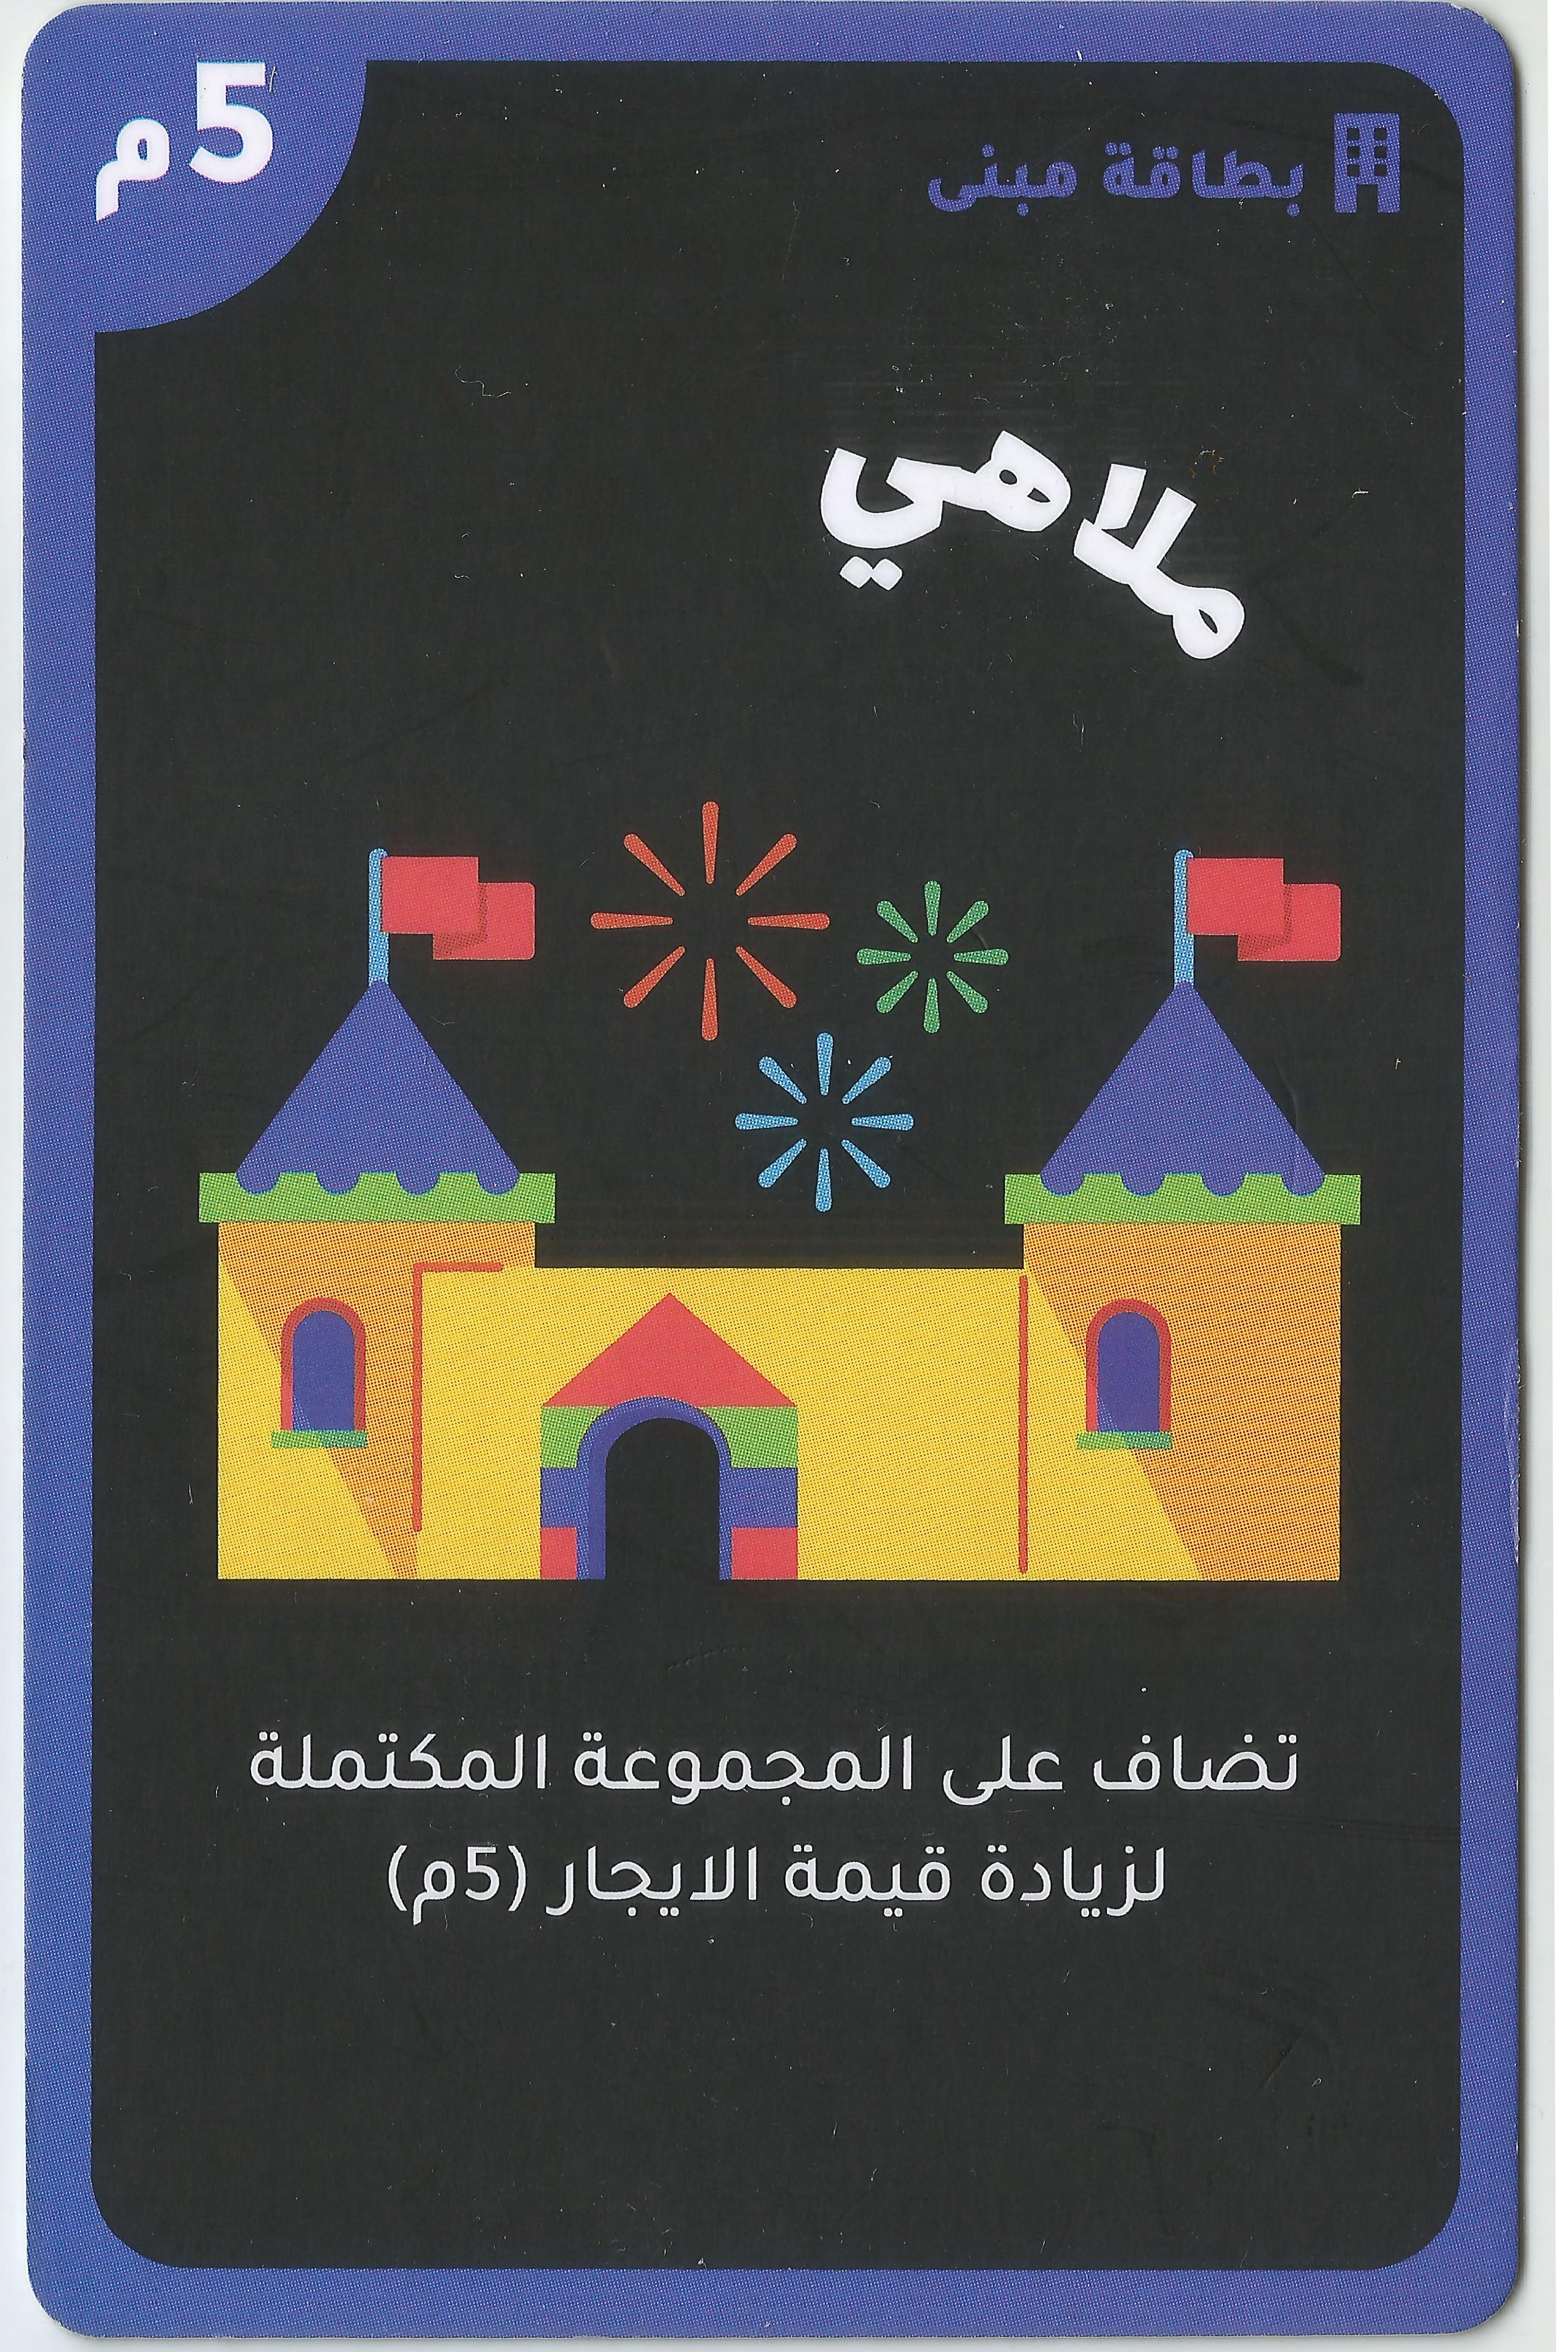 بطاقة مبنى
5م
ملاهي
تضاف على المجموعة المكتملة
لزيادة قيمة الايجار (5م)